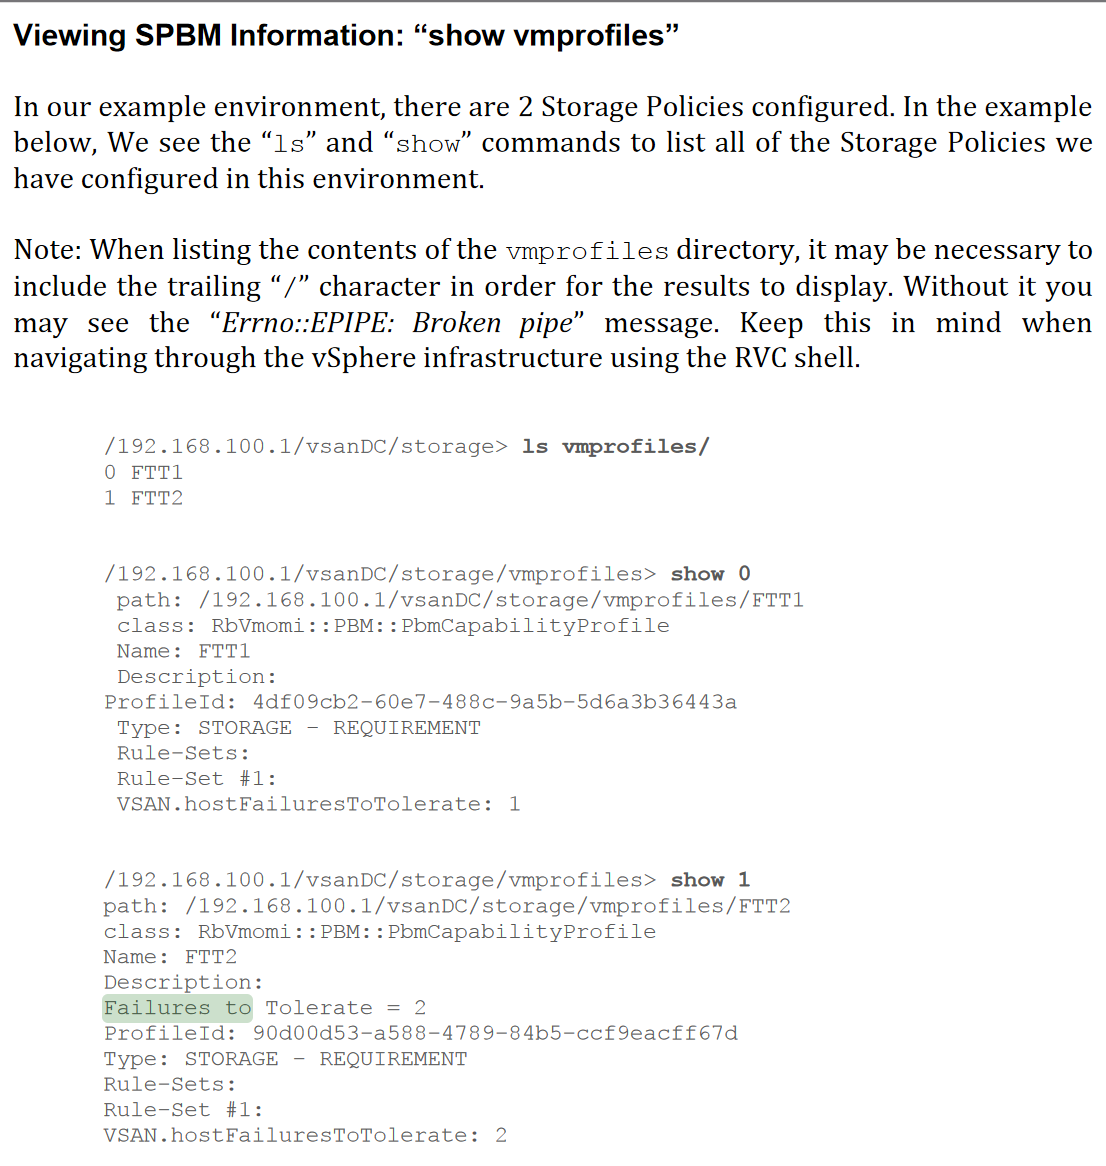 Viewing SPBM Information: “show vmprofiles”
In our example environment, there are 2 Storage Policies configured. In the example
below, We see the “ls” and “show” commands to list all of the Storage Policies we
have configured in this environment.
Note: When listing the contents of the vmprofiles directory, it may be necessary to
include the trailing “/” character in order for the results to display. Without it you
may see the “Errno::EPIPE: Broken pipe” message. Keep this in mind when
navigating through the vSphere infrastructure using the RVC shell.
/192.168.100.1/vsanDC/storage> ls vmprofiles/
0 FTT1
1 FTT2
/192.168.100.1/vsanDC/storage/vmprofiles> show 0
path: /192.168.100.1/vsanDC/storage/vmprofiles/FTT1
class: RbVmomi::PBM::PbmCapabilityProfile
Name: FTT1
Description:
ProfileId: 4df09cb2-60e7-488c-9a5b-5d6a3b36443a
Type: STORAGE - REQUIREMENT
Rule-Sets:
Rule-Set #1:
VSAN.hostFailuresToTolerate: 1
/192.168.100.1/vsanDC/storage/vmprofiles> show 1
path: /192.168.100.1/vsanDC/storage/vmprofiles/FTT2
class: RbVmomi::PBM::PbmCapabilityProfile
Name: FTT2
Description:
Failures to Tolerate = 2
ProfileId: 90d00d53-a588-4789-84b5-ccf9eacff67d
Type: STORAGE - REQUIREMENT
Rule-Sets:
Rule-Set #1:
VSAN.hostFailuresToTolerate: 2